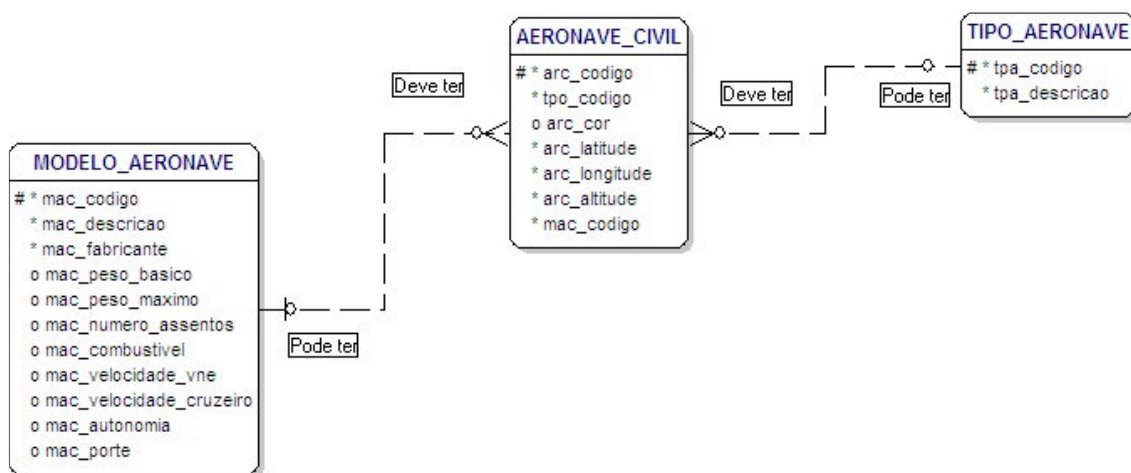 MODELO_AERONAVE
# * mac_codigo
* mac_descricao
* mac_fabricante
o mac_peso_basico
o mac_peso_maximo
o mac_numero_assentos
o mac_combustivel
o mac_velocidade_vne
o mac_velocidade_cruzeiro
o mac_autonomia
o mac_porte
Pode ter
Deve ter
AERONAVE_CIVIL
# * arc_codigo
* tpo_codigo
o arc_cor
* arc_latitude
* arc_longitude
* arc_altitude
* mac_codigo
Deve ter
Pode ter
TIPO_AERONAVE
# * tpa_codigo
* tpa_descricao